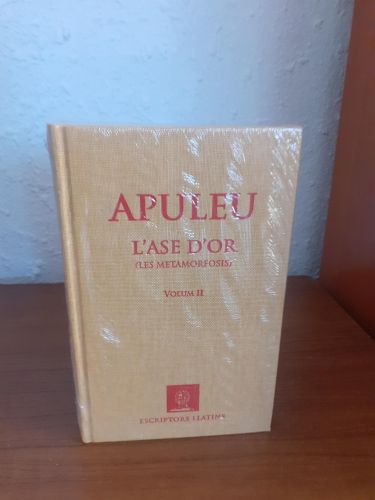 APULEU
L'ASE D'OR
(LES METAMORFOSIS)
VOLUM II
ESCRIPTORS LLATINS